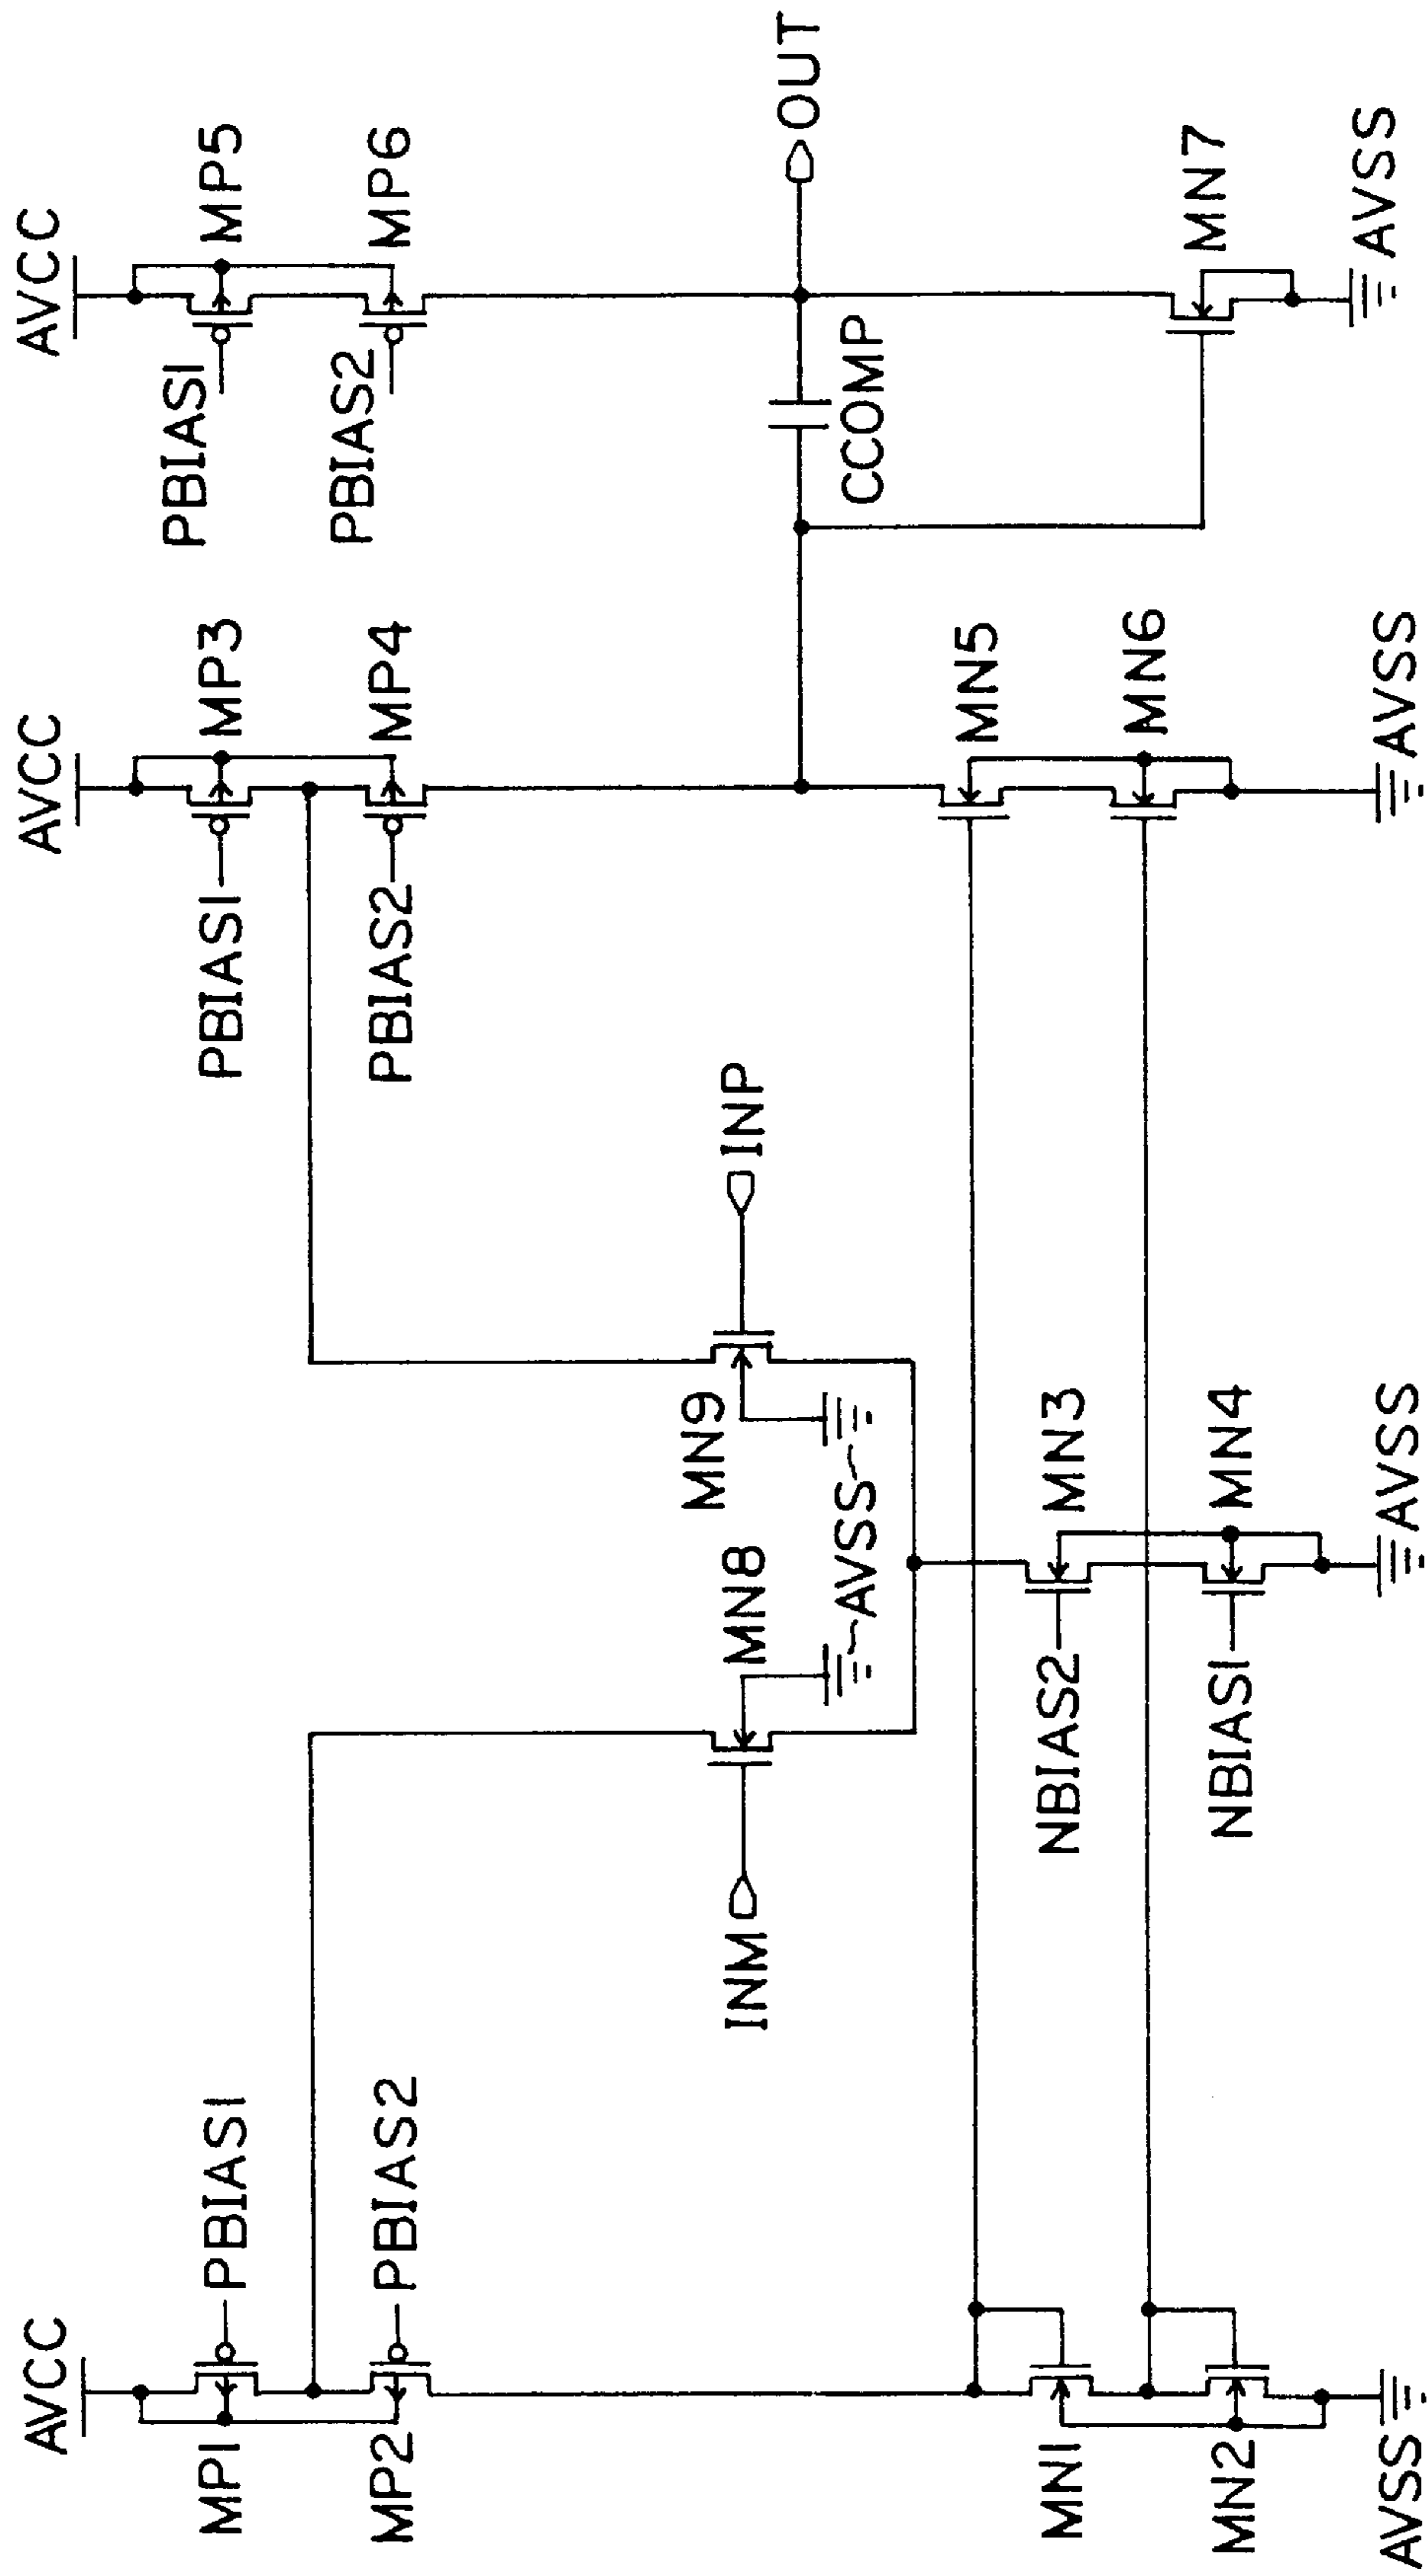 AVCC
AVCC
AVCC
MP1
PBIAS1
PBIAS1
MP3
PBIAS1
MP5
MP2
PBIAS2
PBIAS2
MP4
PBIAS2
MP6
INM
MN8
MN9
INP
OUT
AVSS
CCOMP
MN1
NBIAS2
MN3
MN5
MN2
NBIAS1
MN4
MN6
MN7
AVSS
AVSS
AVSS
AVSS